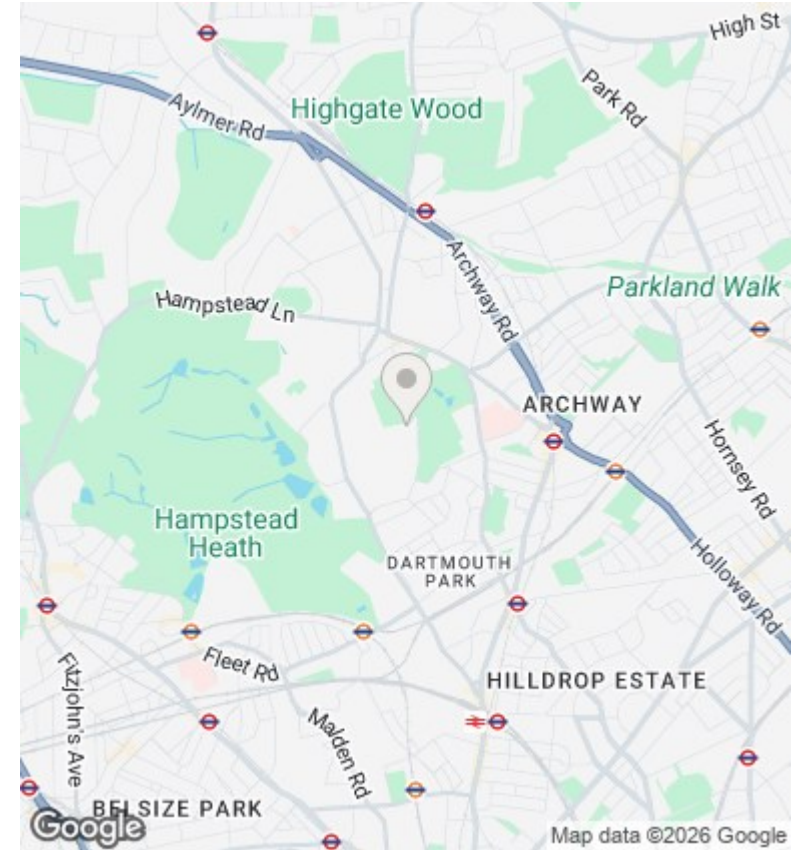 High St
Park Rd
Aylmer Rd
Highgate Wood
Archway Rd
Parkland Walk
Hampstead Ln
ARCHWAY
Hornsey Rd
Hampstead
Heath
DARTMOUTH
PARK
Holloway Rd
Fleet Rd
Fitzjohn's Ave
HILLDROP ESTATE
Malden Rd
BELSIZE PARK
Google
Map data ©2026 Google